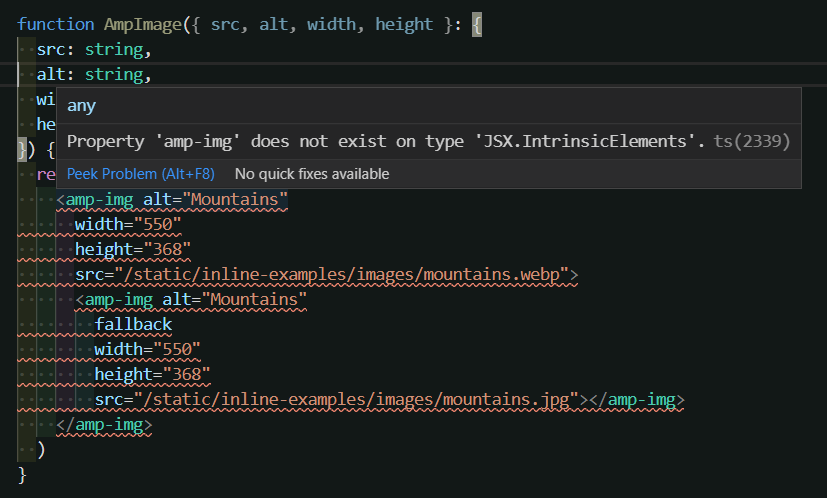 function AmpImage({ src, alt, width, height }: {
src: string,
alt: string,
wi
any
he
Property 'amp-img' does not exist on type 'JSX.IntrinsicElements'. ts(2339)
}) {
re
Peek Problem (Alt+F8) No quick fixes available
<amp-img alt="Mountains"
width="550"
height="368"
src="/static/inline-examples/images/mountains.webp">
<amp-img alt="Mountains"
fallback
width="550"
height="368"
src="/static/inline-examples/images/mountains.jpg"></amp-img>
</amp-img>
)
}